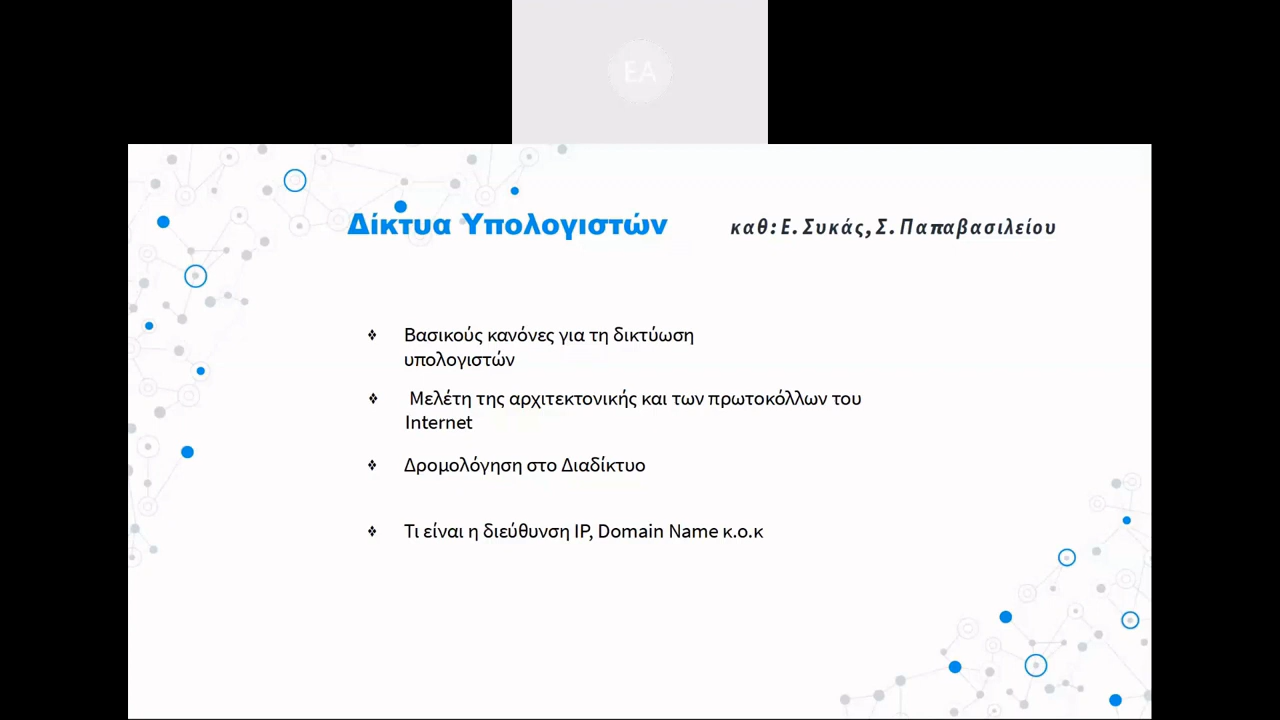 EA
Δίκτυα Υπολογιστών
καθ: Ε. Συκάς, Σ. Παπαβασιλείου
❖ Βασικούς κανόνες για τη δικτύωση
υπολογιστών
❖ Μελέτη της αρχιτεκτονικής και των πρωτοκόλλων του
Internet
❖ Δρομολόγηση στο Διαδίκτυο
❖ Τι είναι η διεύθυνση IP, Domain Name κ.ο.κ